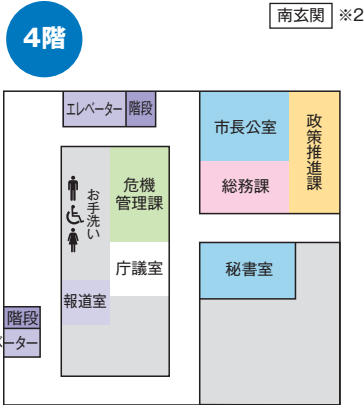 4階
南玄関 ※2
エレベーター 階段
市長公室
政策推進課
総務課
お手洗い
危機
管理課
庁議室
報道室
秘書室
階段
ベーター